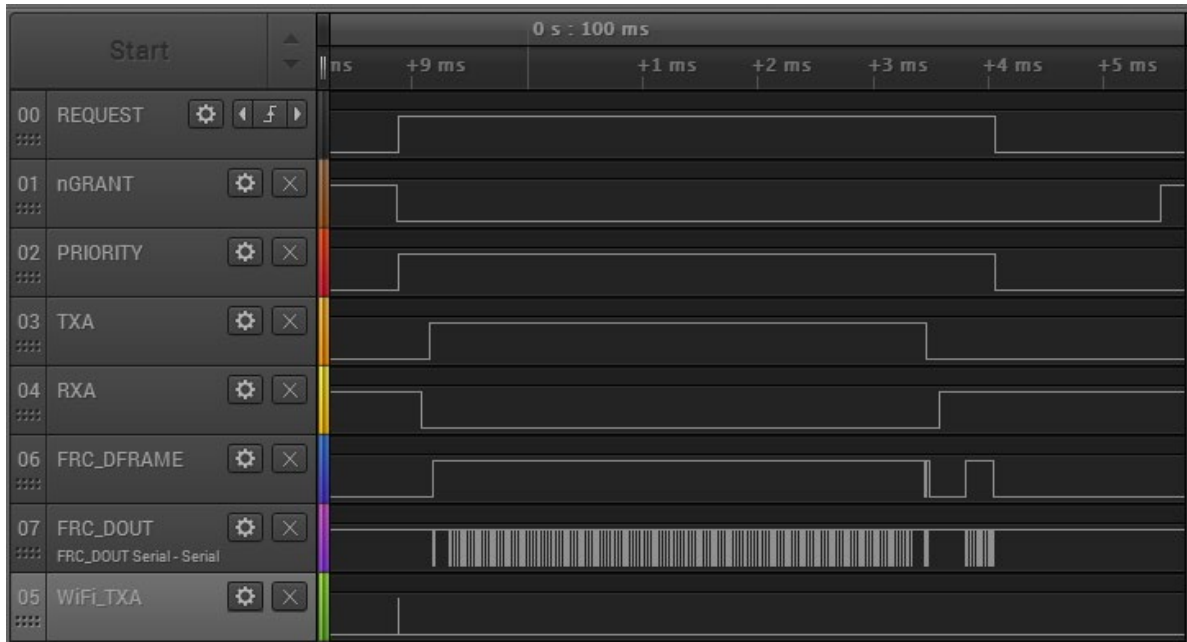 0 s : 100 ms
Start
ns +9 ms +1 ms +2 ms +3 ms +4 ms +5 ms
00 REQUEST
01 nGRANT
02 PRIORITY
03 TXA
04 RXA
06 FRC_DFRAME
07 FRC_DOUT
FRC_DOUT Serial - Serial
05 WiFi_TXA